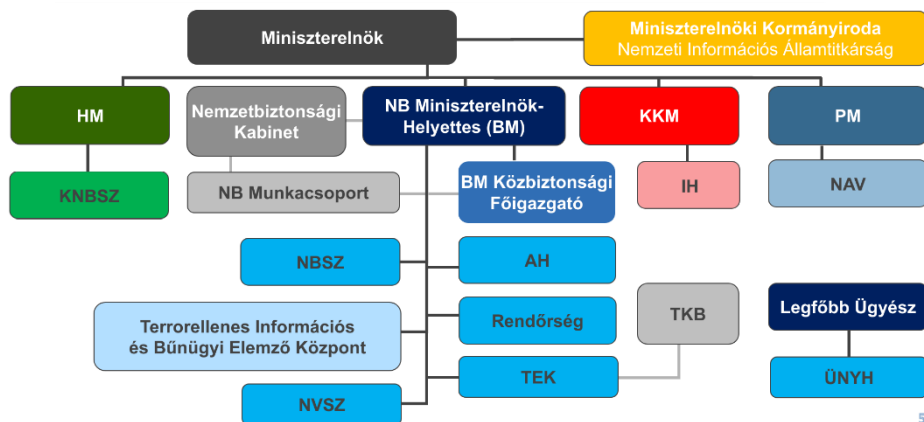 Miniszterelnök
Miniszterelnöki Kormányiroda
Nemzeti Információs Államtitkárság
HM
Nemzetbiztonsági
Kabinet
NB Miniszterelnök-
Helyettes (BM)
KKM
PM
KNBSZ
NB Munkacsoport
BM Közbiztonsági
Főigazgató
IH
NAV
NBSZ
AH
Terrorellenes Információs
és Bűnügyi Elemző Központ
Rendőrség
TKB
Legfőbb Ügyész
NVSZ
TEK
ÜNYH